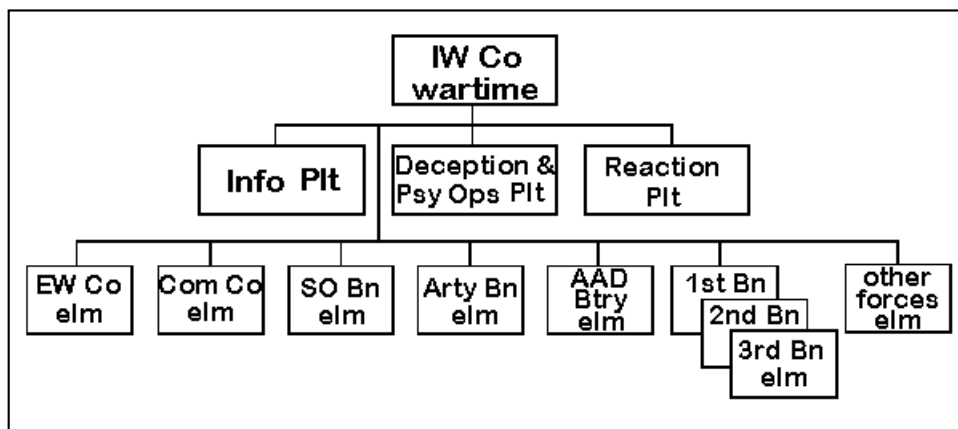 IW Co
wartime
Info Plt
Deception &
Psy Ops Plt
Reaction
Plt
EW Co
elm
Com Co
elm
SO Bn
elm
Arty Bn
elm
AAD
Btry
elm
1st Bn
2nd Bn
3rd Bn
elm
other
forces
elm